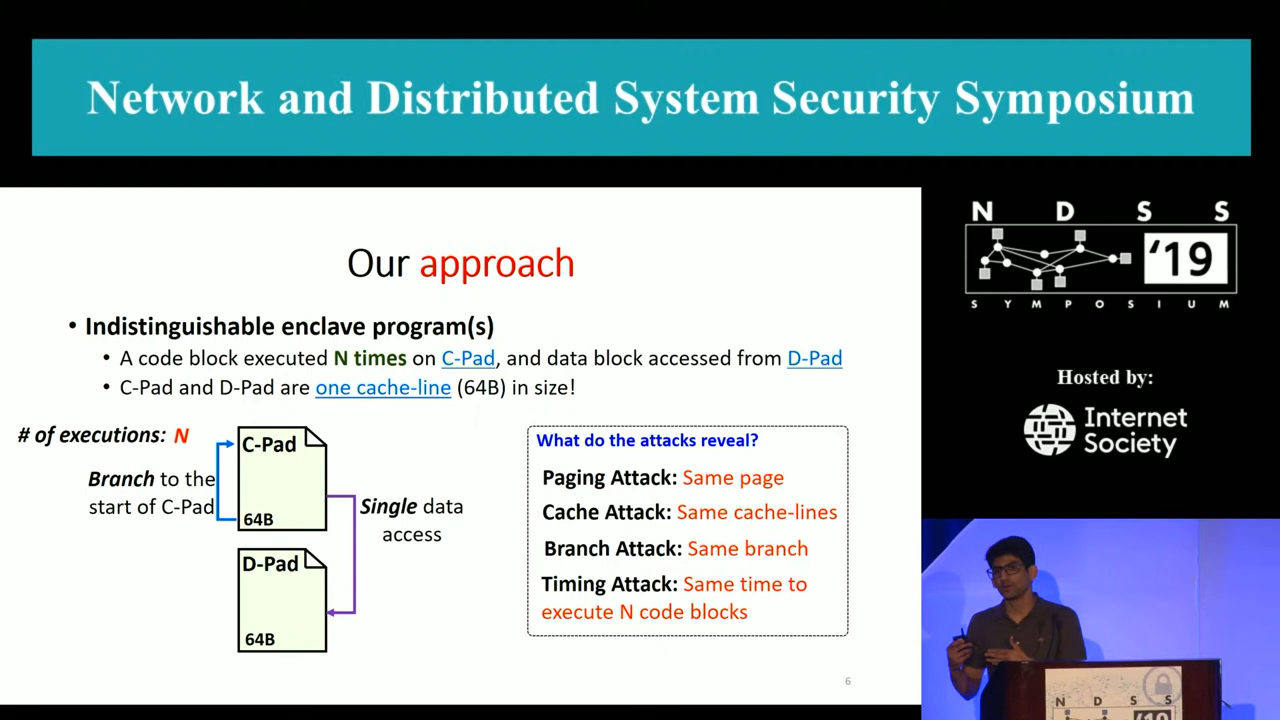 Network and Distributed System Security Symposium
N D S S
'19
S Y M P O S I U M
Hosted by:
Internet
Society
Our approach
• Indistinguishable enclave program(s)
• A code block executed N times on C-Pad, and data block accessed from D-Pad
• C-Pad and D-Pad are one cache-line (64B) in size!
# of executions: N
Branch to the
start of C-Pad
C-Pad
64B
Single data
access
D-Pad
64B
What do the attacks reveal?
Paging Attack: Same page
Cache Attack: Same cache-lines
Branch Attack: Same branch
Timing Attack: Same time to
execute N code blocks
6
N D S S